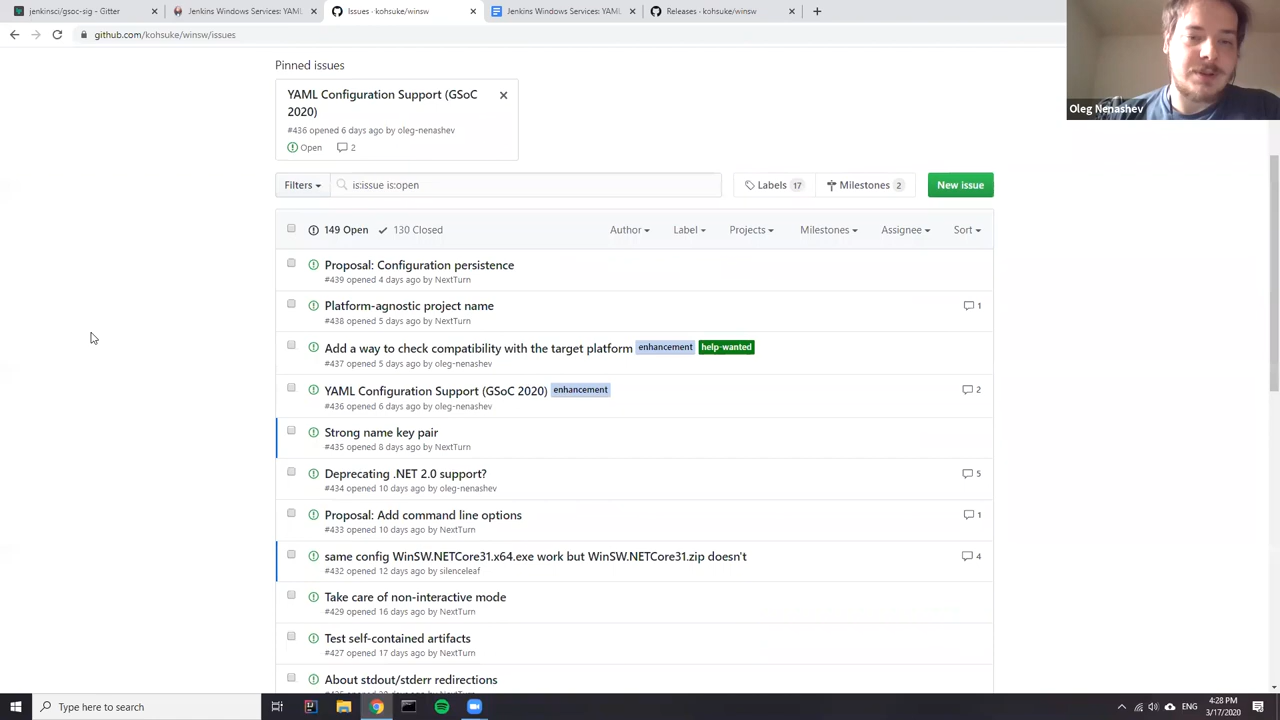 jenkinsci/gsoc-sig - Gitter
Jenkins Windows Services: YAML
Issues - kohsuke/winsw
Jenkins Windows Services: YAML
Releases - kohsuke/winsw
github.com/kohsuke/winsw/issues
Oleg Nenashev
Pinned issues
YAML Configuration Support (GSoC
2020)
#436 opened 6 days ago by oleg-nenashev
Open 2
Filters is:issue is:open Labels 17 Milestones 2 New issue
149 Open 130 Closed Author Label Projects Milestones Assignee Sort
Proposal: Configuration persistence
#439 opened 4 days ago by NextTurn
Platform-agnostic project name 1
#438 opened 5 days ago by NextTurn
Add a way to check compatibility with the target platform enhancement help-wanted
#437 opened 5 days ago by oleg-nenashev
YAML Configuration Support (GSoC 2020) enhancement 2
#436 opened 6 days ago by oleg-nenashev
Strong name key pair
#435 opened 8 days ago by NextTurn
Deprecating .NET 2.0 support? 5
#434 opened 10 days ago by oleg-nenashev
Proposal: Add command line options 1
#433 opened 10 days ago by NextTurn
same config WinSW.NETCore31.x64.exe work but WinSW.NETCore31.zip doesn't 4
#432 opened 12 days ago by silenceleaf
Take care of non-interactive mode
#429 opened 16 days ago by NextTurn
Test self-contained artifacts
#427 opened 17 days ago by NextTurn
About stdout/stderr redirections
Type here to search
ENG
4:28 PM
3/17/2020